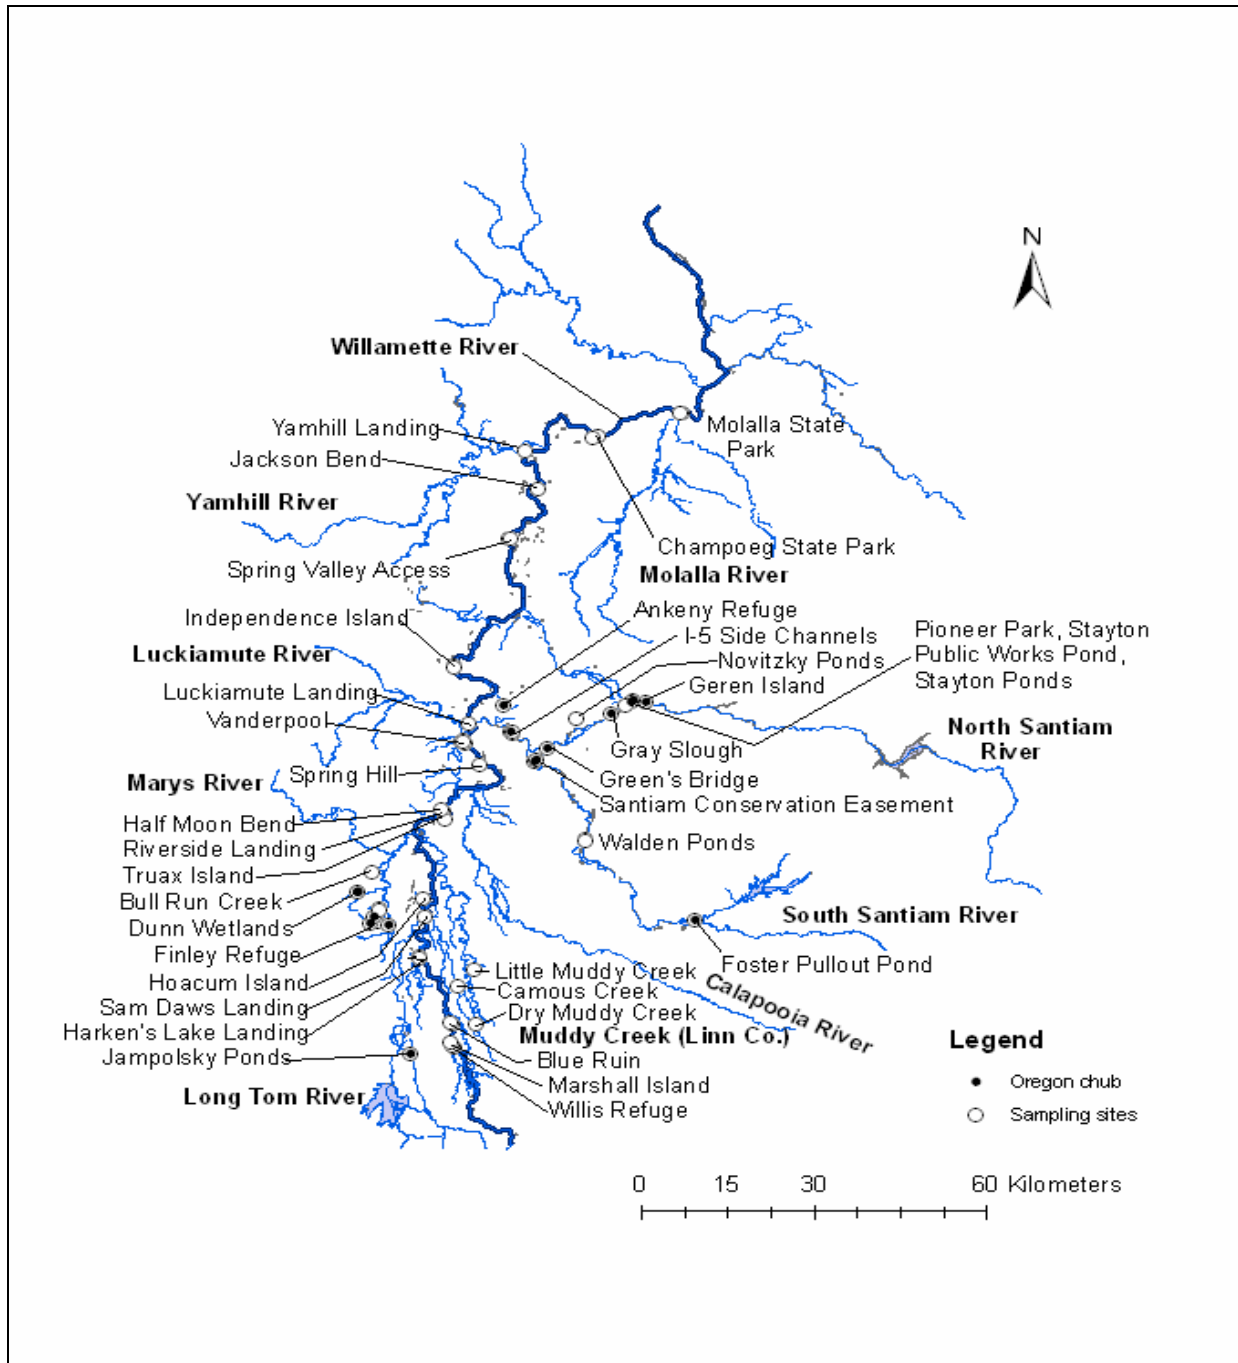 N
Willamette River
Yamhill Landing
Jackson Bend
Yamhill River
Molalla State
Park
Champoeg State Park
Spring Valley Access
Molalla River
Independence Island
Ankeny Refuge
I-5 Side Channels
Novitzky Ponds
Geren Island
Pioneer Park, Stayton
Public Works Pond,
Stayton Ponds
Luckiamute River
Luckiamute Landing
Vanderpool
Spring Hill
Gray Slough
Green's Bridge
Santiam Conservation Easement
North Santiam
River
Marys River
Half Moon Bend
Riverside Landing
Truax Island
Bull Run Creek
Dunn Wetlands
Finley Refuge
Hoacum Island
Sam Daws Landing
Harken's Lake Landing
Jampolsky Ponds
Long Tom River
Walden Ponds
South Santiam River
Foster Pullout Pond
Calapooia River
Little Muddy Creek
Camous Creek
Dry Muddy Creek
Muddy Creek (Linn Co.)
Blue Ruin
Marshall Island
Willis Refuge
Legend
Oregon chub
Sampling sites
0 15 30 60 Kilometers